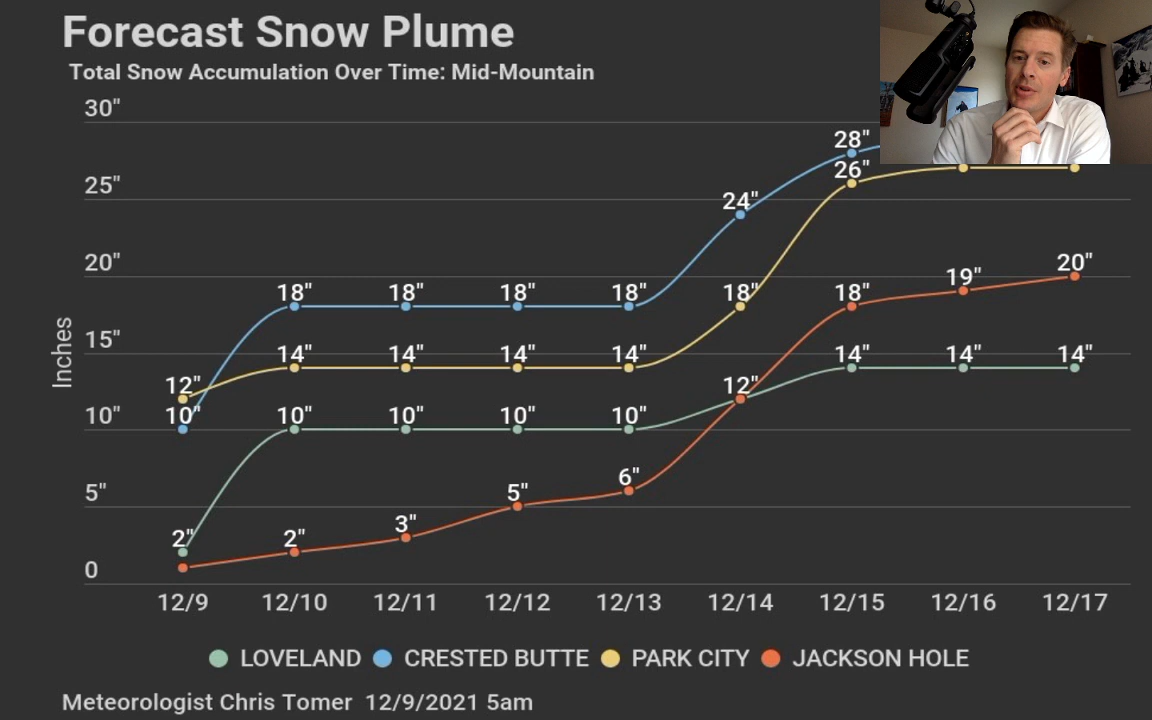 Forecast Snow Plume
Total Snow Accumulation Over Time: Mid-Mountain
30"
28"
26"
25"
24"
20"
20"
19"
18" 18" 18" 18" 18" 18"
Inches
15"
14" 14" 14" 14" 14" 14" 14"
12" 12"
10" 10" 10" 10" 10" 10"
6"
5"
5"
3"
2" 2"
0
12/9 12/10 12/11 12/12 12/13 12/14 12/15 12/16 12/17
LOVELAND CRESTED BUTTE PARK CITY JACKSON HOLE
Meteorologist Chris Tomer 12/9/2021 5am